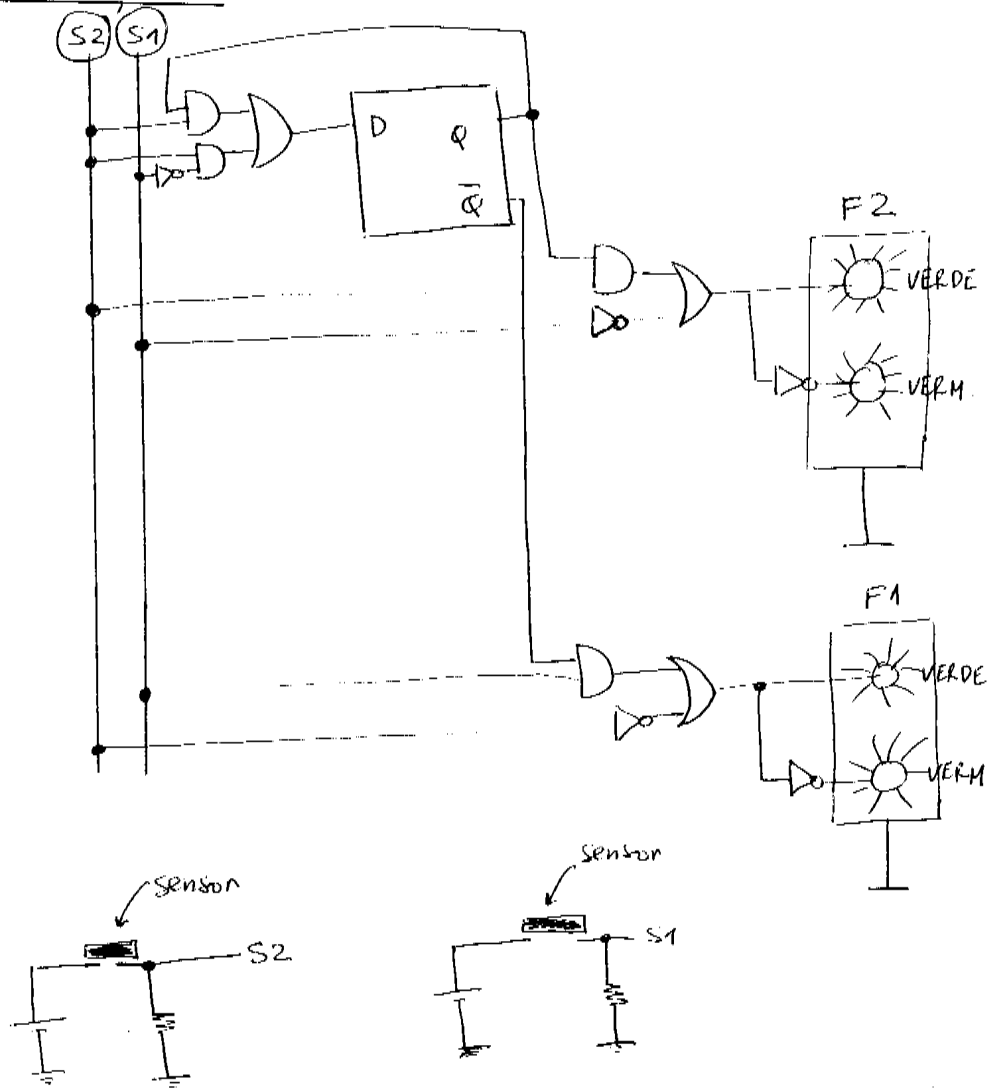 S2 S1
D Q
Q̅
F2
VERDE
VERM.
F1
VERDE
VERM
sensor
S2
sensor
S1